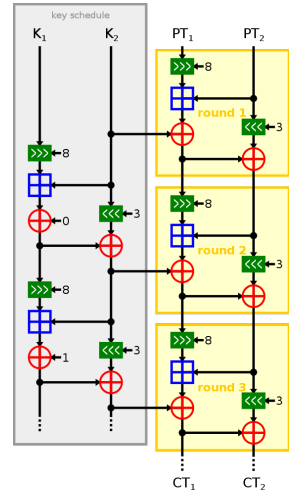 key schedule
K₁ K₂ PT₁ PT₂
>>> 8
round 1
>>> 8
<<< 3
0
<<< 3
>>> 8
round 2
>>> 8
<<< 3
1
>>> 8
<<< 3
round 3
<<< 3
CT₁ CT₂